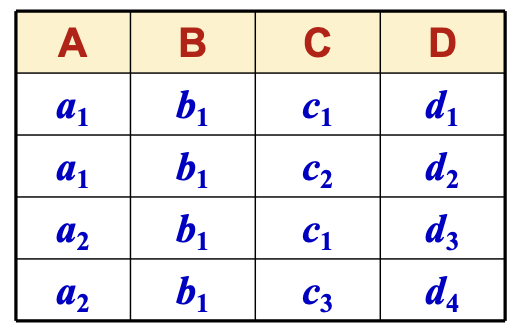 A B C D
a₁ b₁ c₁ d₁
a₁ b₁ c₂ d₂
a₂ b₁ c₁ d₃
a₂ b₁ c₃ d₄